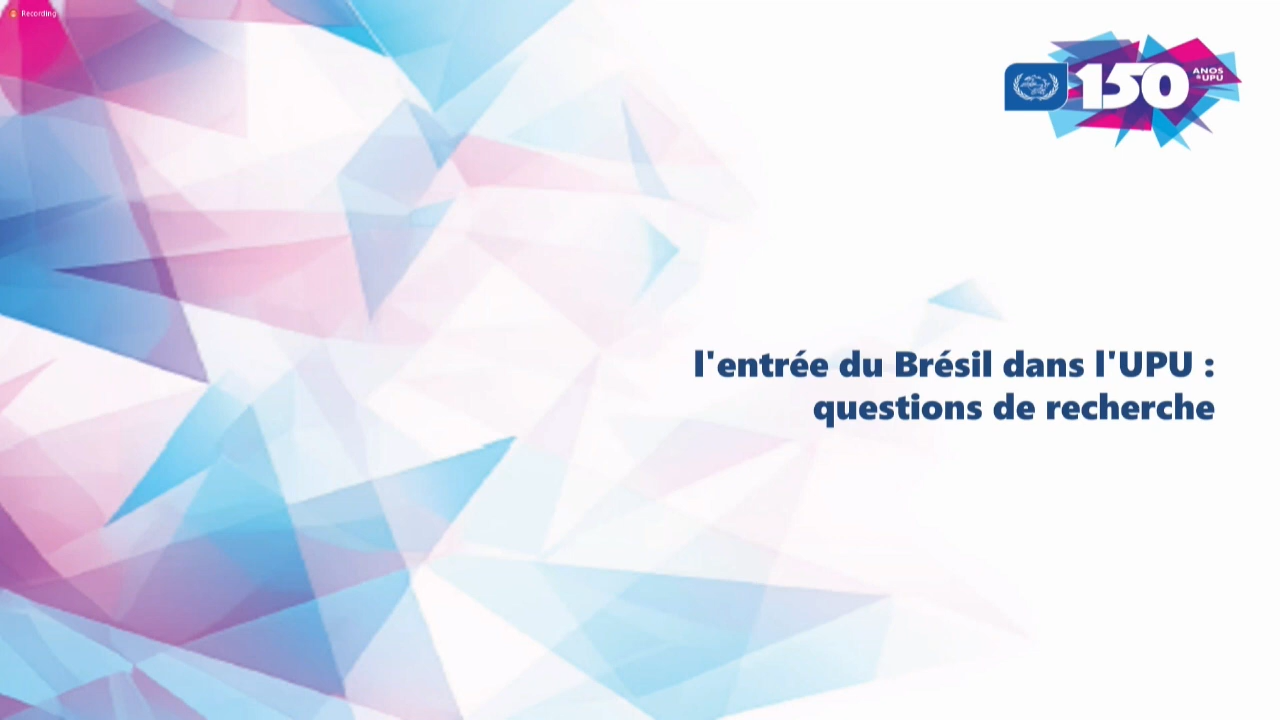 Recording
150
ANOS
UPU
l'entrée du Brésil dans l'UPU :
questions de recherche